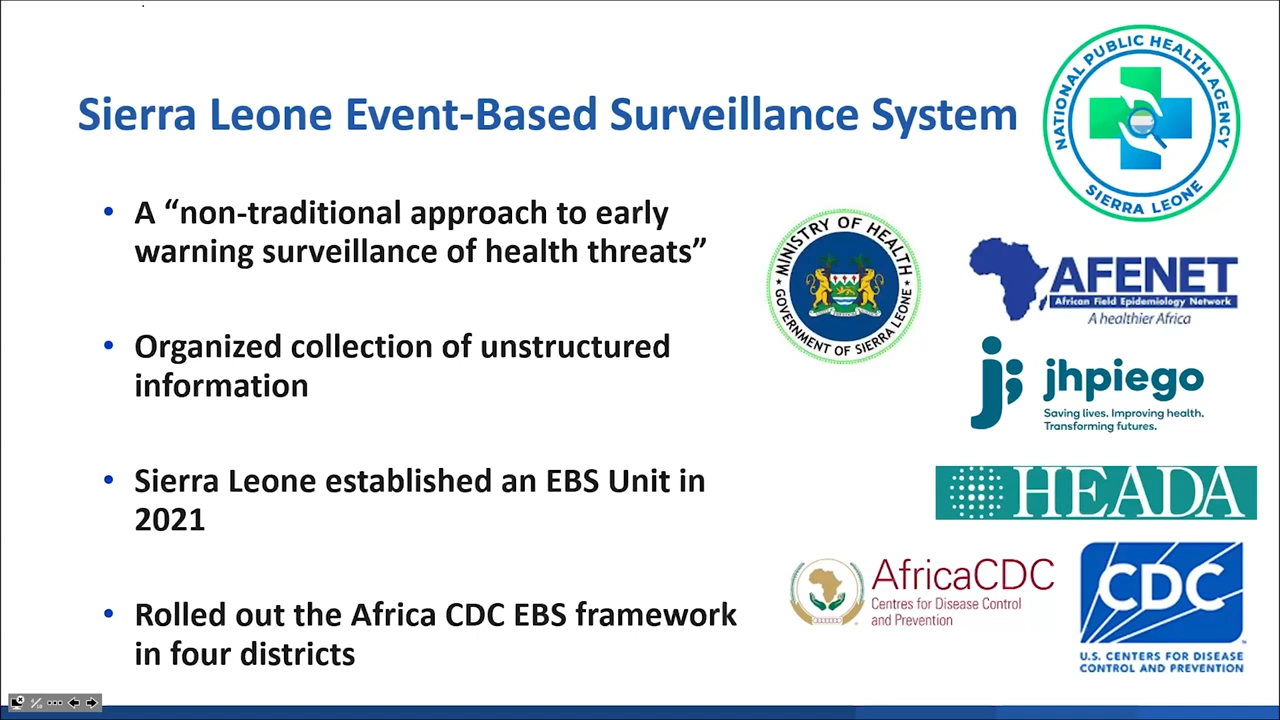 Sierra Leone Event-Based Surveillance System
• A “non-traditional approach to early
warning surveillance of health threats”
• Organized collection of unstructured
information
• Sierra Leone established an EBS Unit in
2021
• Rolled out the Africa CDC EBS framework
in four districts
NATIONAL PUBLIC HEALTH AGENCY
SIERRA LEONE
MINISTRY OF HEALTH
GOVERNMENT OF SIERRA LEONE
AFENET
African Field Epidemiology Network
A healthier Africa
jhpiego
Saving lives. Improving health.
Transforming futures.
HEADA
AfricaCDC
Centres for Disease Control
and Prevention
CDC
U.S. CENTERS FOR DISEASE
CONTROL AND PREVENTION